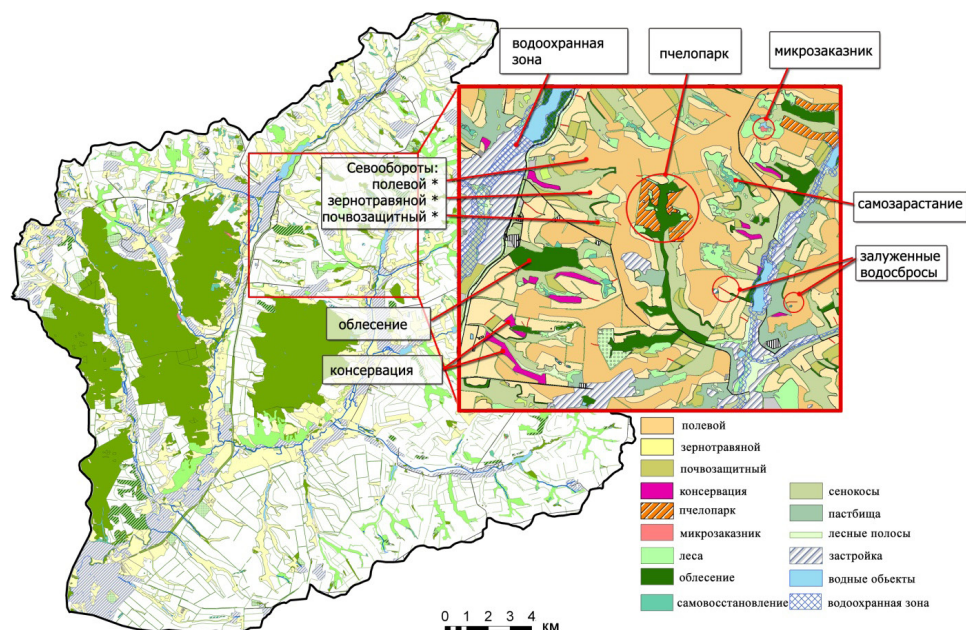 водоохранная
зона
пчелопарк
микрозаказник
Севообороты:
полевой *
зернотравяной *
почвозащитный *
самозарастание
залуженные
водосбросы
облесение
консервация
полевой
зернотравяной
почвозащитный
консервация
пчелопарк
микрозаказник
леса
облесение
самовосстановление
сенокосы
пастбища
лесные полосы
застройка
водные обьекты
водоохранная зона
0 1 2 3 4
км